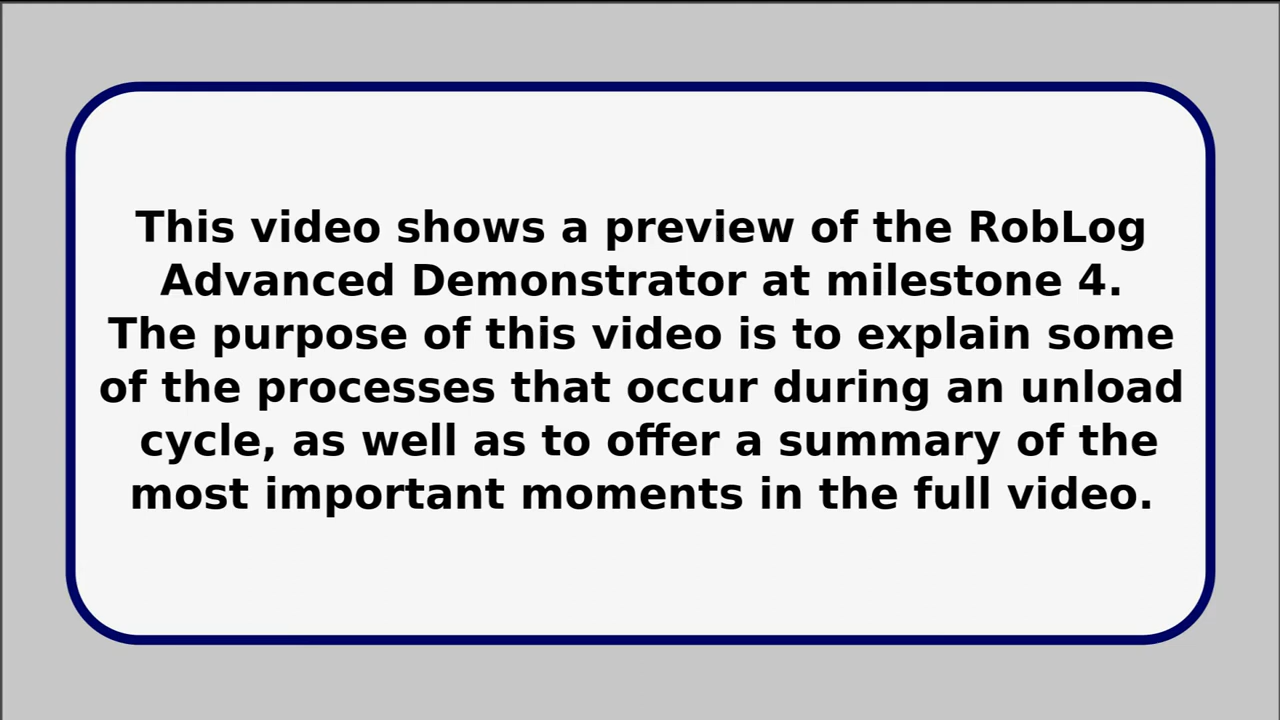 This video shows a preview of the RobLog
Advanced Demonstrator at milestone 4.
The purpose of this video is to explain some
of the processes that occur during an unload
cycle, as well as to offer a summary of the
most important moments in the full video.